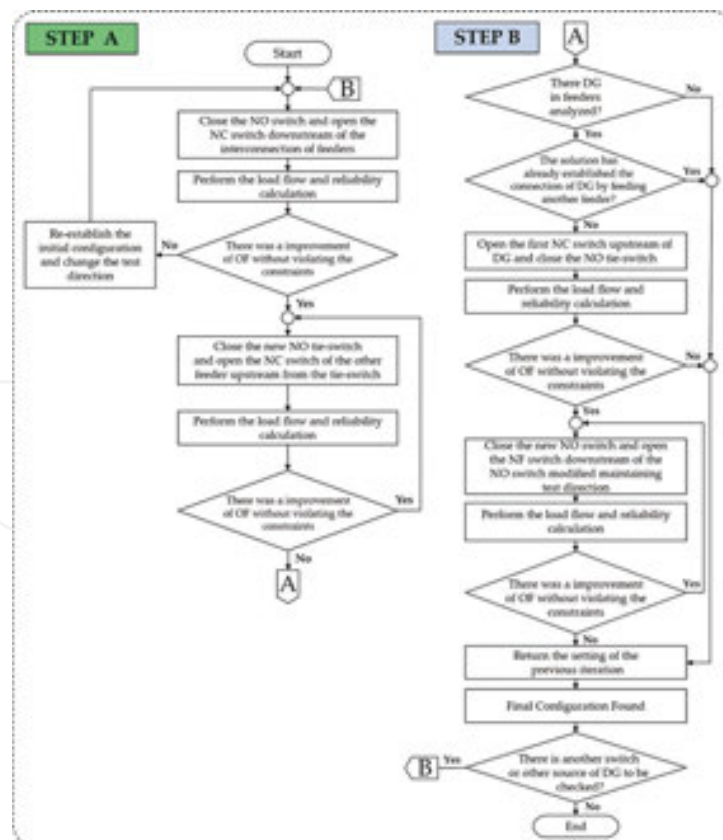 STEP A
Start
B
Close the NO switch and open the
NC switch downstream of the
interconnection of feeders
Perform the load flow and reliability
calculation
Re-establish the
initial configuration
and change the test
direction
No
There was a improvement
of OF without violating the
constraints
Yes
Close the new NO tie-switch
and open the NC switch of the other
feeder upstream from the tie-switch
Perform the load flow and reliability
calculation
There was a improvement
of OF without violating the
constraints
Yes
No
A
STEP B
A
There DG
in feeders
analyzed?
No
Yes
The solution has
already established the
connection of DG by feeding
another feeder?
Yes
No
Open the first NC switch upstream of
DG and close the NO tie-switch
Perform the load flow and
reliability calculation
There was a improvement
of OF without violating the
constraints
No
Yes
Close the new NO switch and open
the NF switch downstream of the
NO switch modified maintaining
test direction
Perform the load flow and reliability
calculation
There was a improvement
of OF without violating the
constraints
Yes
No
Return the setting of the
previous iteration
Final Configuration Found
There is another switch
or other source of DG to be
checked?
Yes
B
No
End